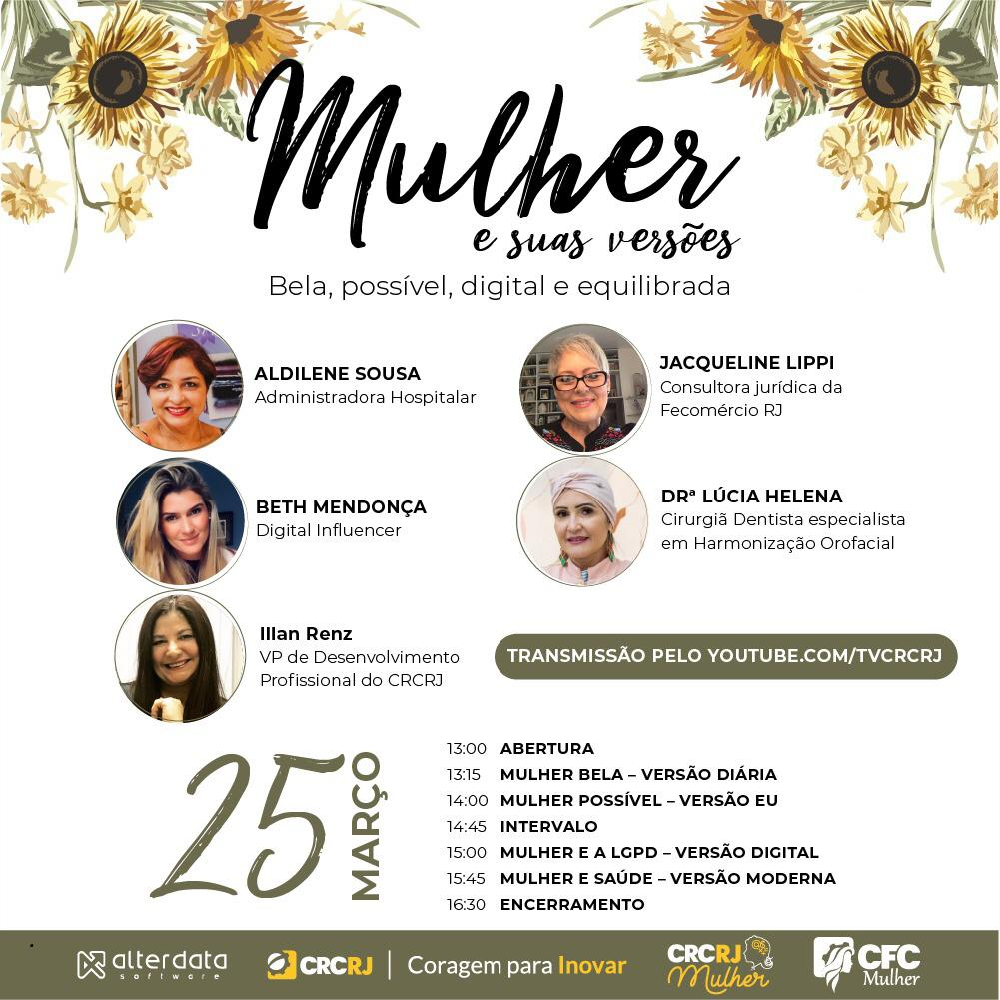 Mulher
e suas versões
Bela, possível, digital e equilibrada
ALDILENE SOUSA
Administradora Hospitalar
JACQUELINE LIPPI
Consultora jurídica da
Fecomércio RJ
BETH MENDONÇA
Digital Influencer
DRª LÚCIA HELENA
Cirurgiã Dentista especialista
em Harmonização Orofacial
Illan Renz
VP de Desenvolvimento
Profissional do CRCRJ
TRANSMISSÃO PELO YOUTUBE.COM/TVCRCRJ
25 MARÇO
13:00 ABERTURA
13:15 MULHER BELA – VERSÃO DIÁRIA
14:00 MULHER POSSÍVEL – VERSÃO EU
14:45 INTERVALO
15:00 MULHER E A LGPD – VERSÃO DIGITAL
15:45 MULHER E SAÚDE – VERSÃO MODERNA
16:30 ENCERRAMENTO
alterdata
software
CRCRJ | Coragem para Inovar
CRCRJ
Mulher
CFC
Mulher